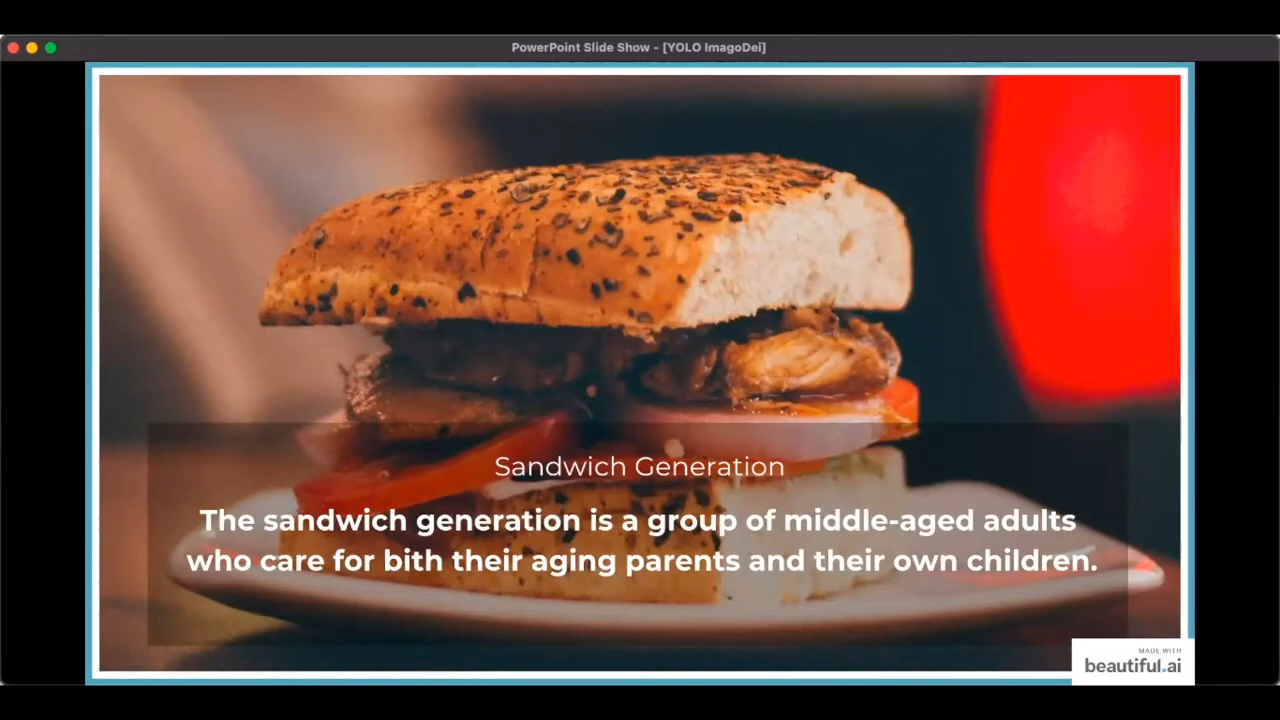 PowerPoint Slide Show - [YOLO ImagoDei]
Sandwich Generation
The sandwich generation is a group of middle-aged adults
who care for bith their aging parents and their own children.
MADE WITH
beautiful.ai